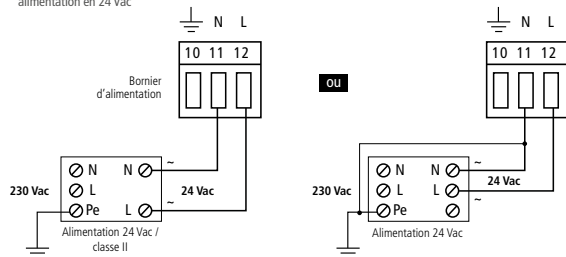 alimentation en 24 Vac
N L
10 11 12
Bornier
d'alimentation
N N ~
L
Pe L ~
230 Vac
24 Vac
Alimentation 24 Vac /
classe II
ou
N L
10 11 12
N N ~
L L
Pe ~
230 Vac
24 Vac
Alimentation 24 Vac